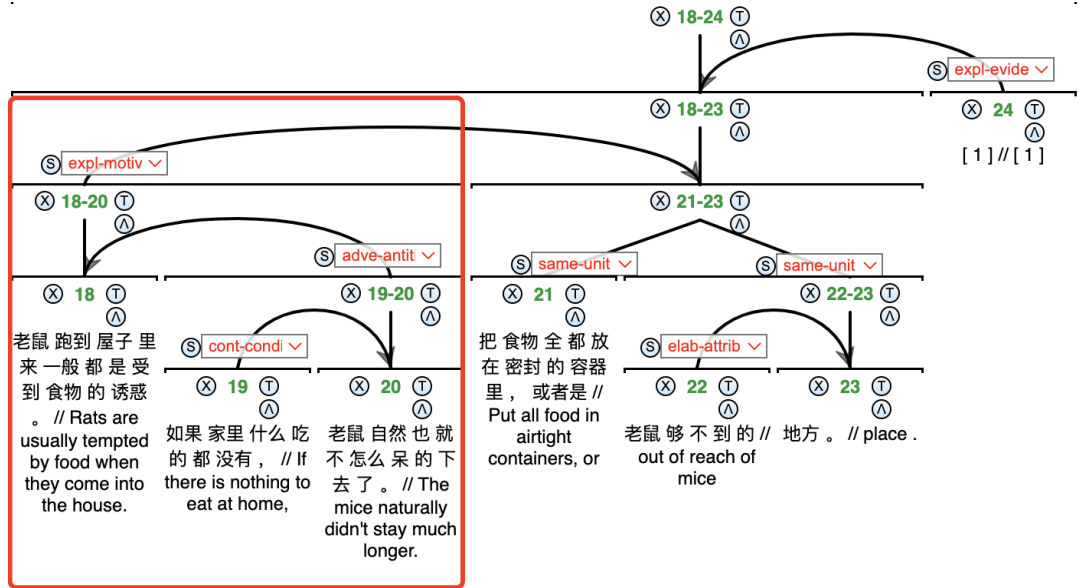 X 18-24 T
Λ
S expl-evide
X 18-23 T
Λ
X 24 T
Λ
[ 1 ] // [ 1 ]
S expl-motiv
X 18-20 T
Λ
X 21-23 T
Λ
S adve-antit
S same-unit
S same-unit
X 18 T
Λ
X 19-20 T
Λ
X 21 T
Λ
X 22-23 T
Λ
老鼠 跑到 屋子 里
来 一般 都 是 受
到 食物 的 诱惑
。 // Rats are
usually tempted
by food when
they come into
the house.
S cont-condi
X 19 T
Λ
如果 家里 什么 吃
的 都 没有 ， // If
there is nothing to
eat at home,
X 20 T
Λ
老鼠 自然 也 就
不 怎么 呆 的 下
去 了 。 // The
mice naturally
didn't stay much
longer.
把 食物 全 都 放
在 密封 的 容器
里 ， 或者是 //
Put all food in
airtight
containers, or
S elab-attrib
X 22 T
Λ
老鼠 够 不 到 的 //
out of reach of
mice
X 23 T
Λ
地方 。 // place .